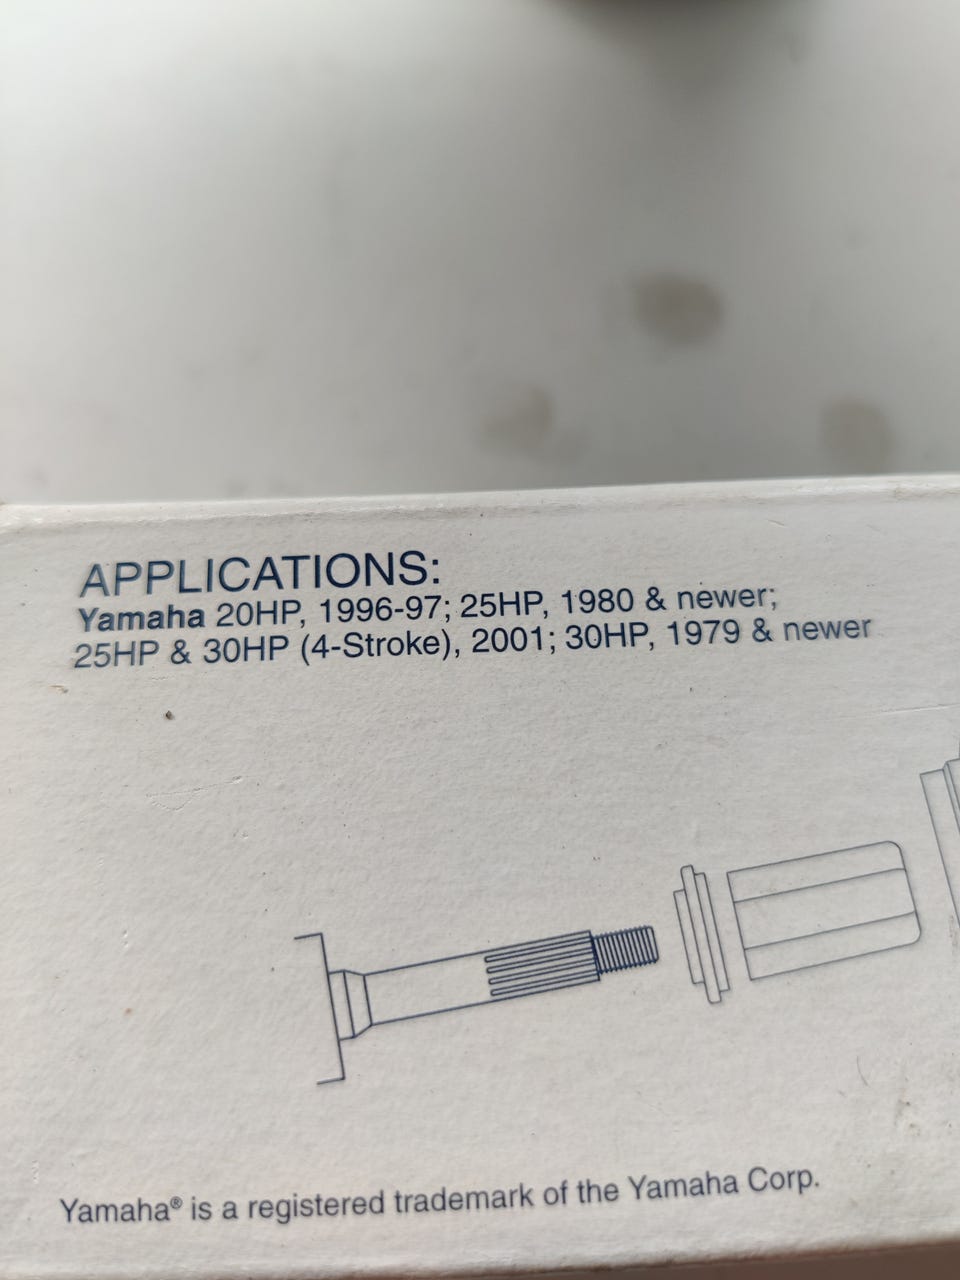 APPLICATIONS:
Yamaha 20HP, 1996-97; 25HP, 1980 & newer;
25HP & 30HP (4-Stroke), 2001; 30HP, 1979 & newer
Yamaha® is a registered trademark of the Yamaha Corp.